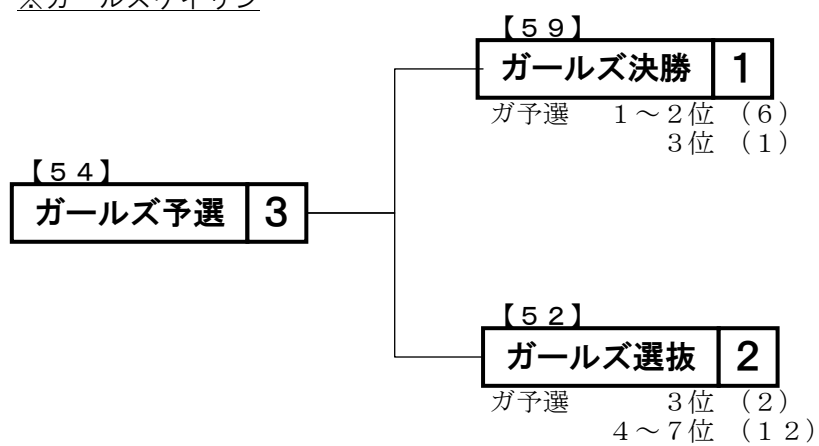 ※ガールズケイリン
【５９】
ガールズ決勝 1
ガ予選 １～２位 （６）
３位 （１）
【５４】
ガールズ予選 3
【５２】
ガールズ選抜 2
ガ予選 ３位 （２）
４～７位 （１２）